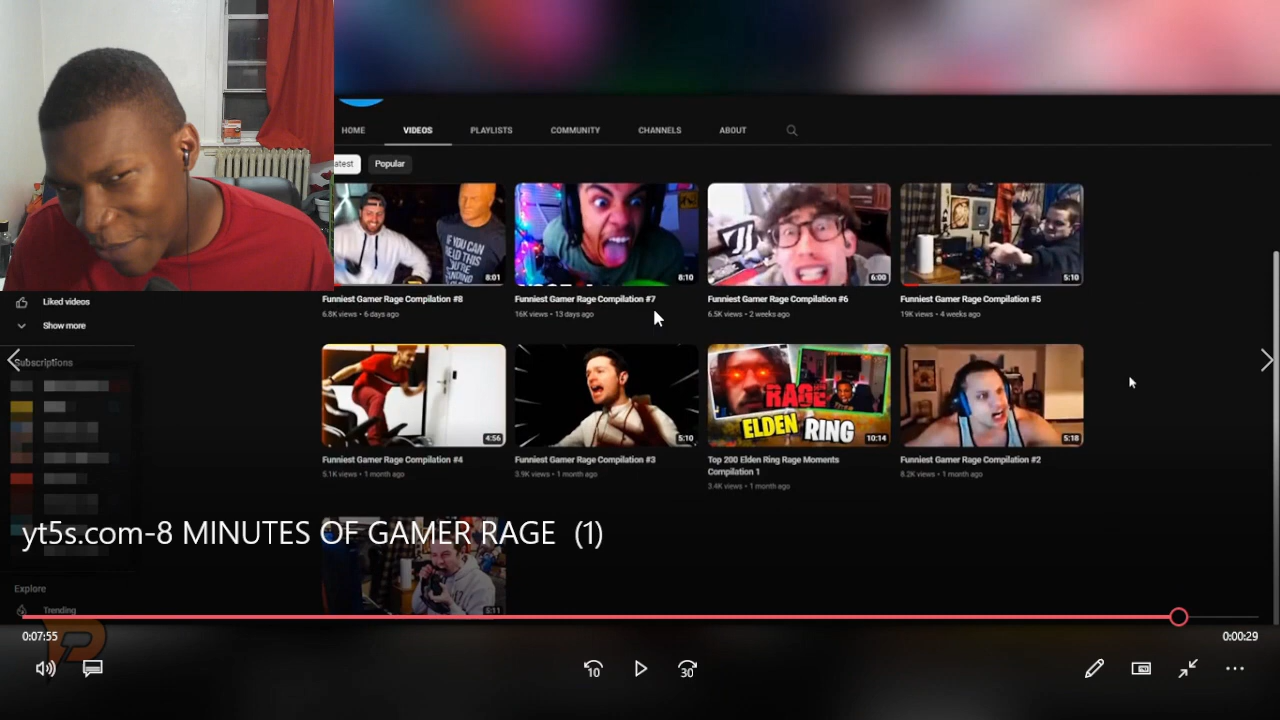 HOME VIDEOS PLAYLISTS COMMUNITY CHANNELS ABOUT
Popular
IF YOU CAN
8:01
8:10
6:00
5:10
Funniest Gamer Rage Compilation #8
6.8K views • 6 days ago
Funniest Gamer Rage Compilation #7
16K views • 13 days ago
Funniest Gamer Rage Compilation #6
6.5K views • 2 weeks ago
Funniest Gamer Rage Compilation #5
19K views • 4 weeks ago
Liked videos
Show more
Subscriptions
RAGE
ELDEN RING
4:56
5:10
10:14
5:18
Funniest Gamer Rage Compilation #4
5.1K views • 1 month ago
Funniest Gamer Rage Compilation #3
3.9K views • 1 month ago
Top 200 Elden Ring Rage Moments
Compilation 1
3.4K views • 1 month ago
Funniest Gamer Rage Compilation #2
8.2K views • 1 month ago
yt5s.com-8 MINUTES OF GAMER RAGE (1)
Explore
Trending
5:11
0:07:55
0:00:29
10
30